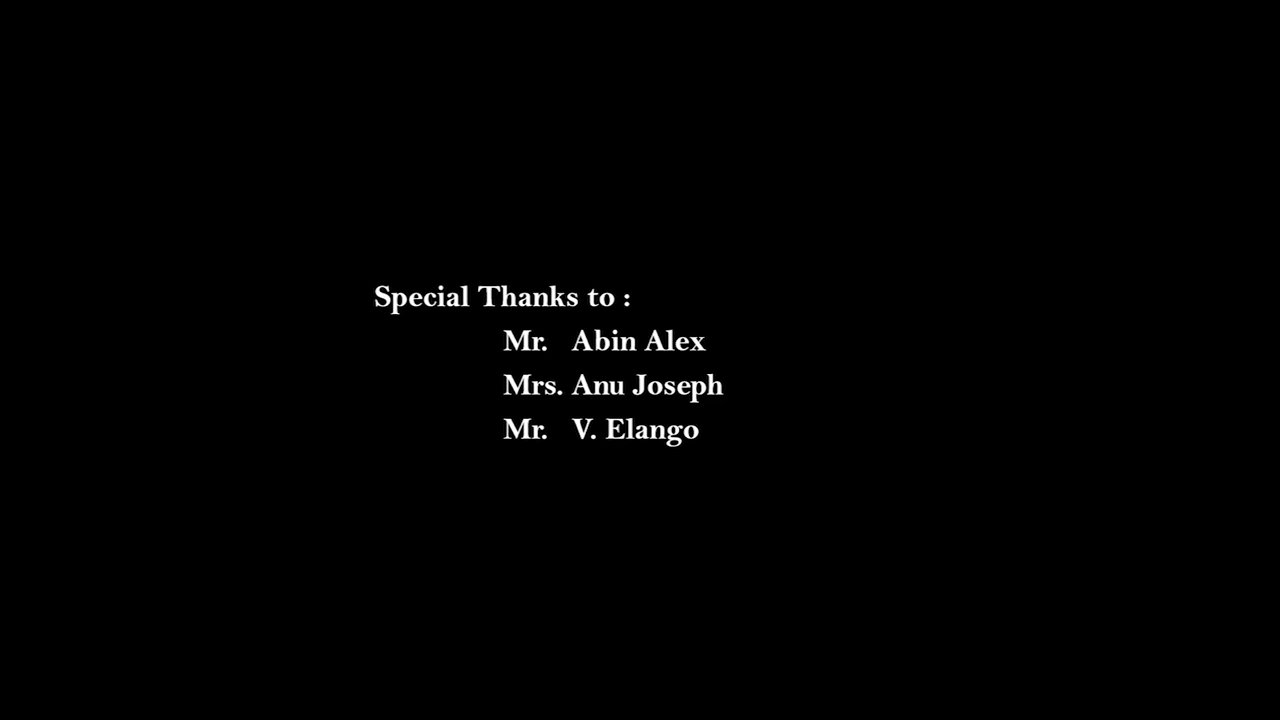 Special Thanks to :
Mr. Abin Alex
Mrs. Anu Joseph
Mr. V. Elango